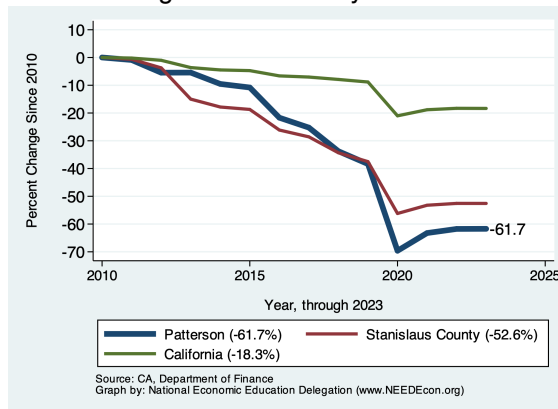 10
0
-10
-20
-30
-40
-50
-60
-70
Percent Change Since 2010
-61.7
2010 2015 2020 2025
Year, through 2023
Patterson (-61.7%) Stanislaus County (-52.6%)
California (-18.3%)
Source: CA, Department of Finance
Graph by: National Economic Education Delegation (www.NEEDEcon.org)